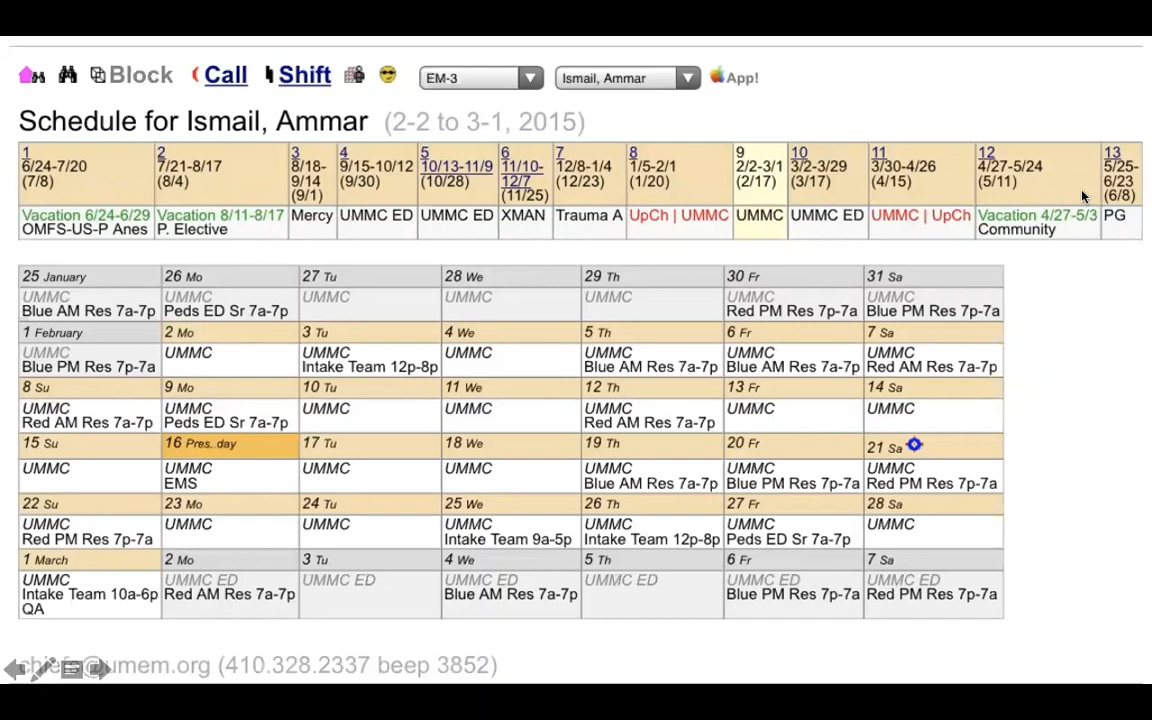 Block Call Shift EM-3 Ismail, Ammar App!
Schedule for Ismail, Ammar (2-2 to 3-1, 2015)
1 2 3 4 5 6 7 8 9 10 11 12 13
6/24-7/20 7/21-8/17 8/18- 9/15-10/12 10/13-11/9 11/10- 12/8-1/4 1/5-2/1 2/2-3/1 3/2-3/29 3/30-4/26 4/27-5/24 5/25-
(7/8) (8/4) 9/14 (9/30) (10/28) 12/7 (12/23) (1/20) (2/17) (3/17) (4/15) (5/11) 6/23
(9/1) (11/25) (6/8)
Vacation 6/24-6/29 Vacation 8/11-8/17 Mercy UMMC ED UMMC ED XMAN Trauma A UpCh | UMMC UMMC UMMC ED UMMC | UpCh Vacation 4/27-5/3 PG
OMFS-US-P Anes P. Elective Community
25 January 26 Mo 27 Tu 28 We 29 Th 30 Fr 31 Sa
UMMC UMMC UMMC UMMC UMMC UMMC UMMC
Blue AM Res 7a-7p Peds ED Sr 7a-7p Red PM Res 7p-7a Blue PM Res 7p-7a
1 February 2 Mo 3 Tu 4 We 5 Th 6 Fr 7 Sa
UMMC UMMC UMMC UMMC UMMC UMMC UMMC
Blue PM Res 7p-7a Intake Team 12p-8p Blue AM Res 7a-7p Blue AM Res 7a-7p Red AM Res 7a-7p
8 Su 9 Mo 10 Tu 11 We 12 Th 13 Fr 14 Sa
UMMC UMMC UMMC UMMC UMMC UMMC UMMC
Red AM Res 7a-7p Peds ED Sr 7a-7p Red AM Res 7a-7p
15 Su 16 Pres..day 17 Tu 18 We 19 Th 20 Fr 21 Sa
UMMC UMMC UMMC UMMC UMMC UMMC UMMC
EMS Blue AM Res 7a-7p Blue PM Res 7p-7a Red PM Res 7p-7a
22 Su 23 Mo 24 Tu 25 We 26 Th 27 Fr 28 Sa
UMMC UMMC UMMC UMMC UMMC UMMC UMMC
Red PM Res 7p-7a Intake Team 9a-5p Intake Team 12p-8p Peds ED Sr 7a-7p
1 March 2 Mo 3 Tu 4 We 5 Th 6 Fr 7 Sa
UMMC UMMC ED UMMC ED UMMC ED UMMC ED UMMC ED UMMC ED
Intake Team 10a-6p Red AM Res 7a-7p Blue AM Res 7a-7p Blue PM Res 7p-7a Red PM Res 7p-7a
QA
chiefs@umem.org (410.328.2337 beep 3852)